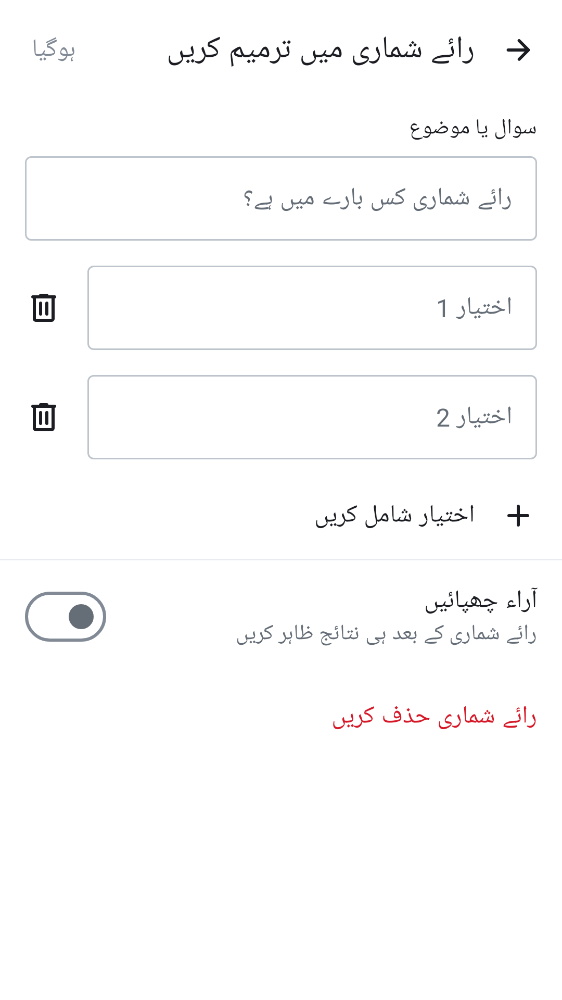 رائے شماری میں ترمیم کریں
ہوگیا
سوال یا موضوع
رائے شماری کس بارے میں ہے؟
اختیار 1
اختیار 2
اختیار شامل کریں
آراء چھپائیں
رائے شماری کے بعد ہی نتائج ظاہر کریں
رائے شماری حذف کریں